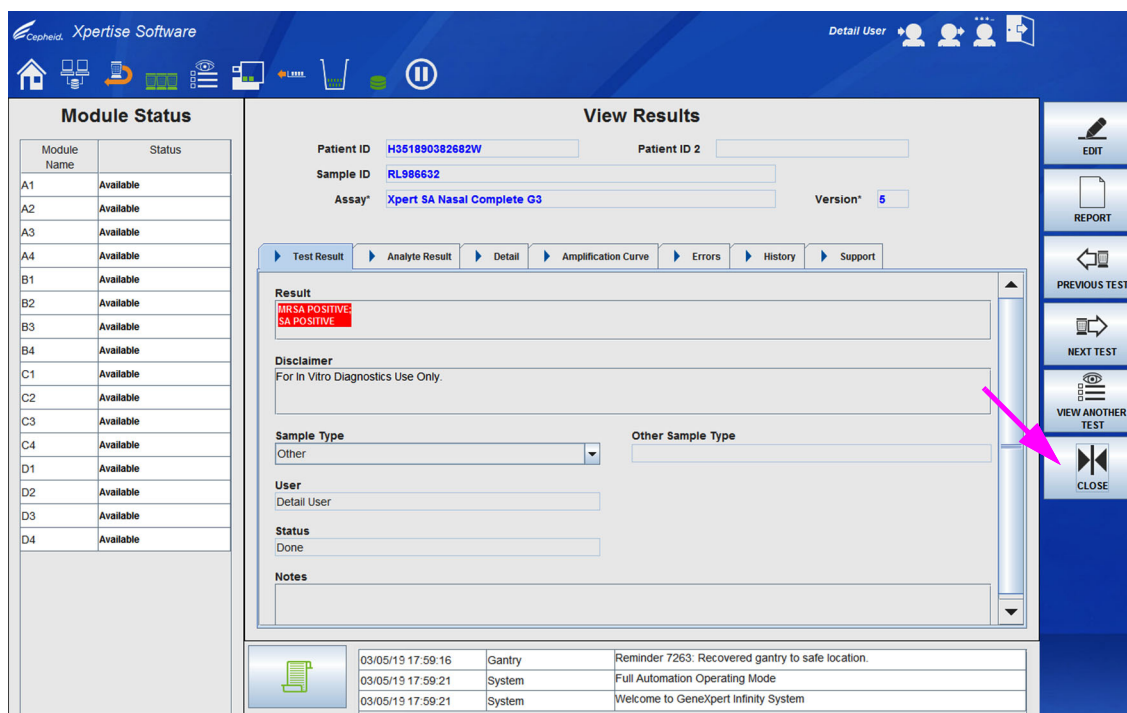 Cepheid. Xpertise Software
Detail User
Module Status
Module Name Status
A1 Available
A2 Available
A3 Available
A4 Available
B1 Available
B2 Available
B3 Available
B4 Available
C1 Available
C2 Available
C3 Available
C4 Available
D1 Available
D2 Available
D3 Available
D4 Available
View Results
Patient ID H351890382682W Patient ID 2
Sample ID RL986632
Assay* Xpert SA Nasal Complete G3 Version* 5
Test Result Analyte Result Detail Amplification Curve Errors History Support
Result
MRSA POSITIVE;
SA POSITIVE
Disclaimer
For In Vitro Diagnostics Use Only.
Sample Type Other Sample Type
Other
User
Detail User
Status
Done
Notes
03/05/19 17:59:16 Gantry Reminder 7263: Recovered gantry to safe location.
03/05/19 17:59:21 System Full Automation Operating Mode
03/05/19 17:59:21 System Welcome to GeneXpert Infinity System
EDIT
REPORT
PREVIOUS TEST
NEXT TEST
VIEW ANOTHER
TEST
CLOSE